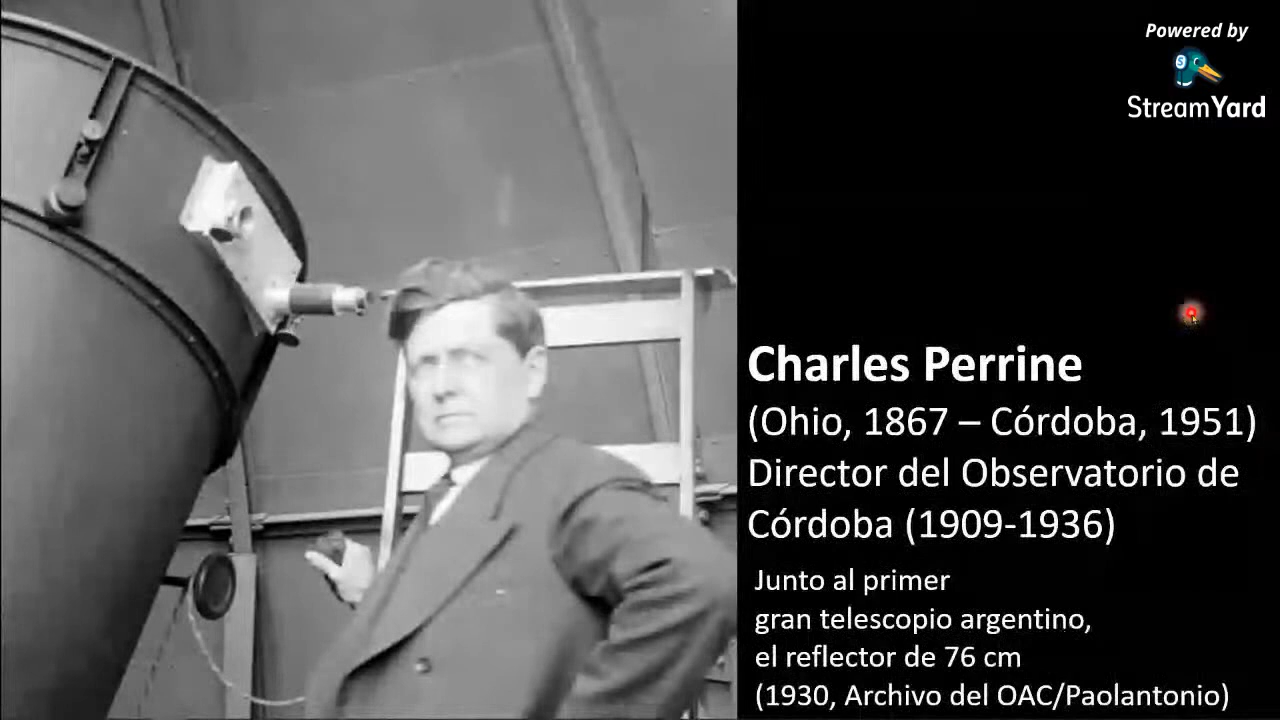 Powered by
StreamYard
Charles Perrine
(Ohio, 1867 – Córdoba, 1951)
Director del Observatorio de
Córdoba (1909-1936)
Junto al primer
gran telescopio argentino,
el reflector de 76 cm
(1930, Archivo del OAC/Paolantonio)